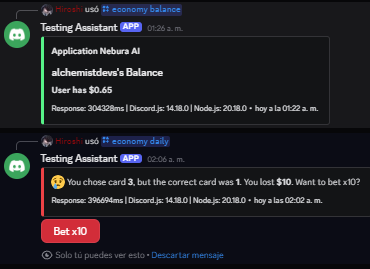 Hiroshi usó economy balance
Testing Assistant APP 01:26 a. m.
Application Nebura AI
alchemistdevs's Balance
User has $0.65
Response: 304328ms | Discord.js: 14.18.0 | Node.js: 20.18.0 • hoy a la 01:22 a. m.
Hiroshi usó economy daily
Testing Assistant APP 02:06 a. m.
😢 You chose card 3, but the correct card was 1. You lost $10. Want to bet x10?
Response: 396694ms | Discord.js: 14.18.0 | Node.js: 20.18.0 • hoy a las 02:02 a. m.
Bet x10
Solo tú puedes ver esto • Descartar mensaje